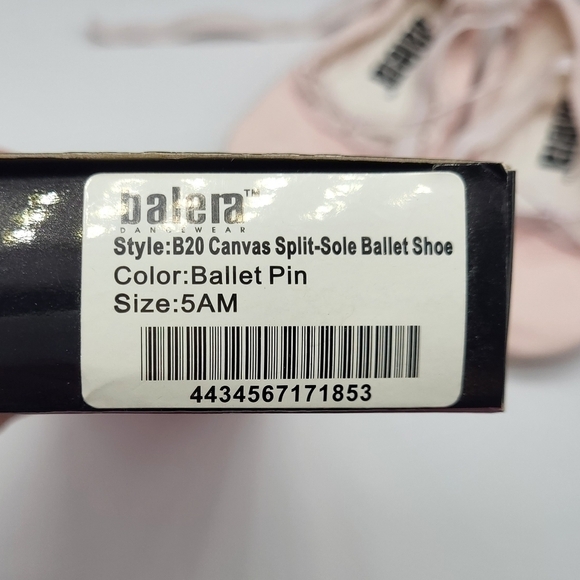 balera™
DANCEWEAR
Style:B20 Canvas Split-Sole Ballet Shoe
Color:Ballet Pin
Size:5AM
4434567171853